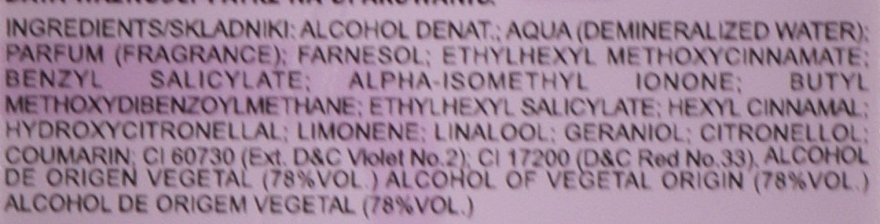 INGREDIENTS/SKLADNIKI: ALCOHOL DENAT.; AQUA (DEMINERALIZED WATER);
PARFUM (FRAGRANCE); FARNESOL; ETHYLHEXYL METHOXYCINNAMATE;
BENZYL SALICYLATE; ALPHA-ISOMETHYL IONONE; BUTYL
METHOXYDIBENZOYLMETHANE; ETHYLHEXYL SALICYLATE; HEXYL CINNAMAL;
HYDROXYCITRONELLAL; LIMONENE; LINALOOL; GERANIOL; CITRONELLOL;
COUMARIN; CI 60730 (Ext. D&C Violet No.2); CI 17200 (D&C Red No.33). ALCOHOL
DE ORIGEN VEGETAL (78%VOL.) ALCOHOL OF VEGETAL ORIGIN (78%VOL.)
ALCOHOL DE ORIGEM VEGETAL (78%VOL.)